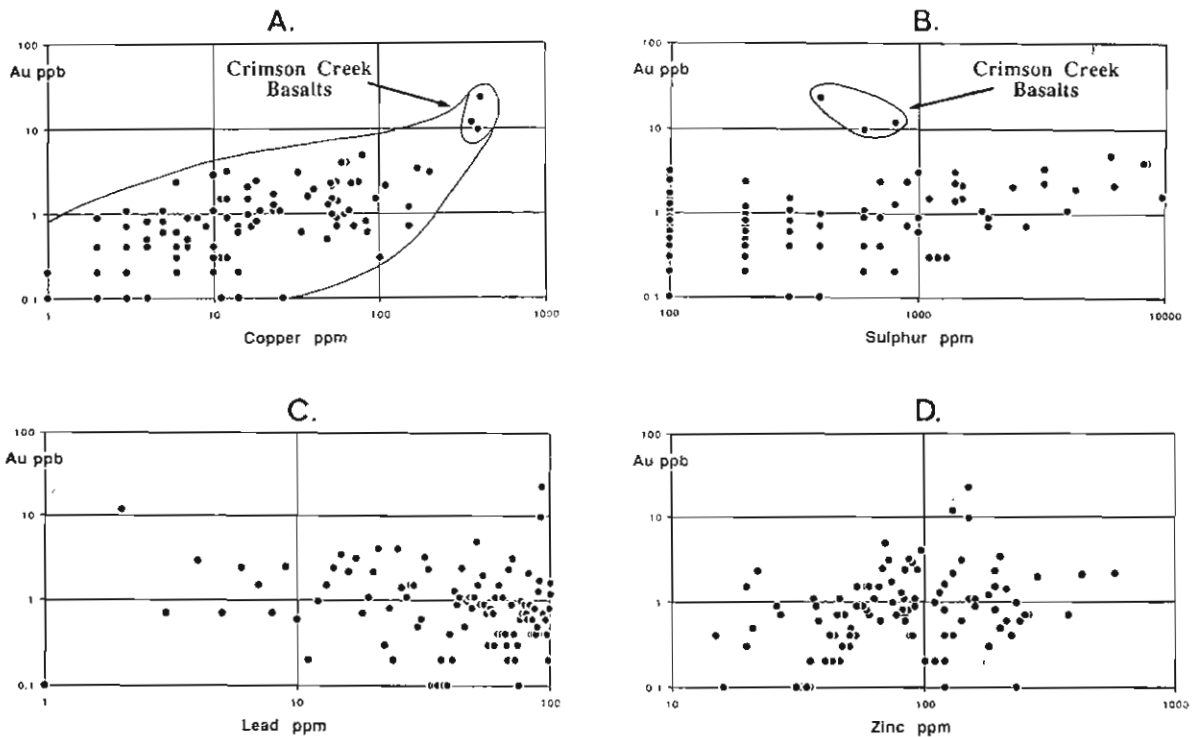 A.
100
Au ppb
10
1
0.1
Crimson Creek
Basalts
1
10
100
1000
Copper ppm
B.
100
Au ppb
10
1
0.1
Crimson Creek
Basalts
100
1000
10000
Sulphur ppm
C.
100
Au ppb
10
1
0.1
1
10
100
Lead ppm
D.
100
Au ppb
10
1
0.1
10
100
1000
Zinc ppm